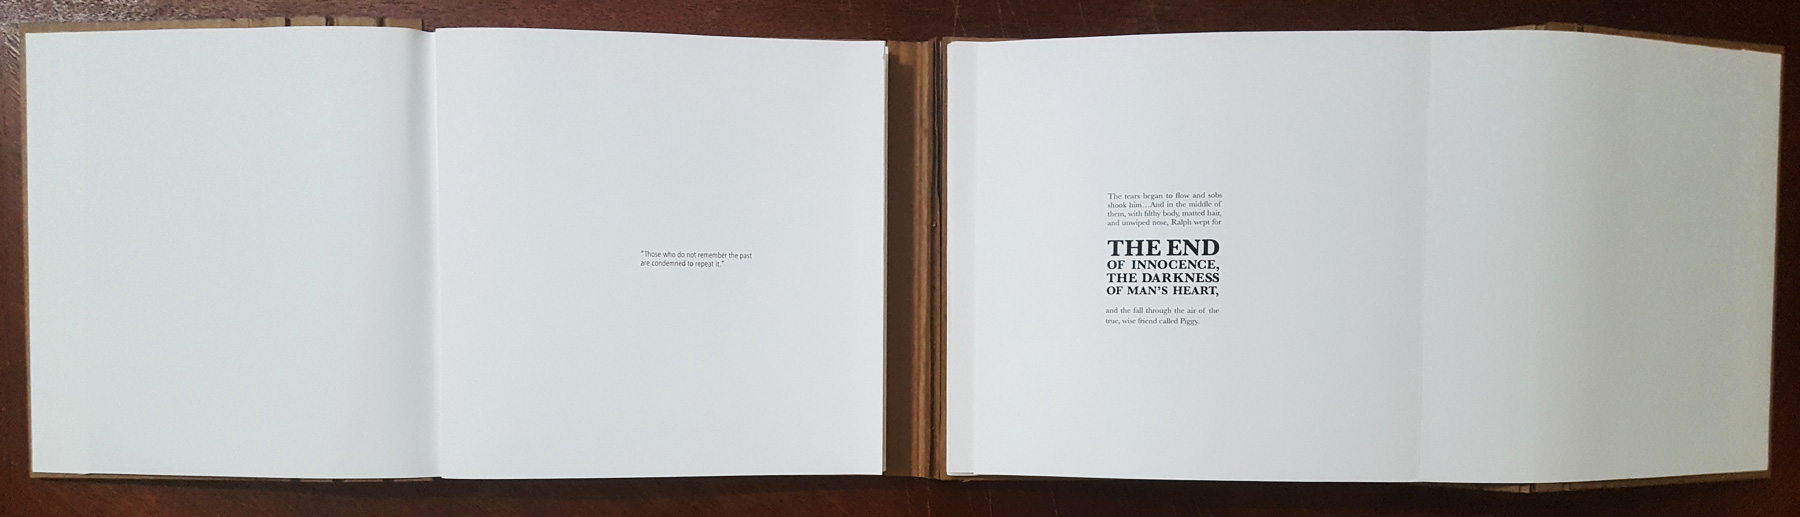 "Those who do not remember the past
are condemned to repeat it."
The tears began to flow and sobs
shook him...And in the middle of
them, with filthy body, matted hair,
and unwiped nose, Ralph wept for
THE END
OF INNOCENCE,
THE DARKNESS
OF MAN'S HEART,
and the fall through the air of the
true, wise friend called Piggy.